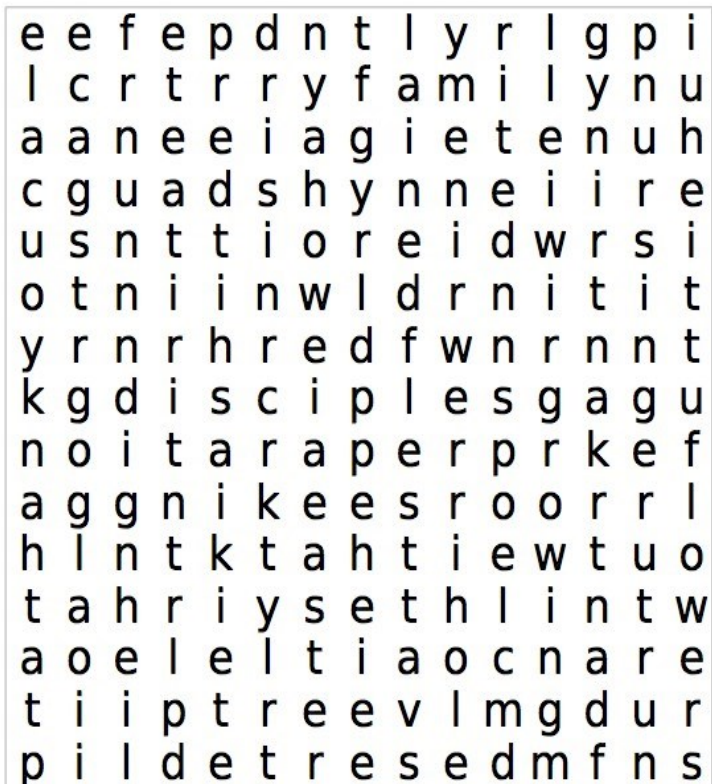 e e f e p d n t l y r l g p i
l c r t r r y f a m i l y n u
a a n e e i a g i e t e n u h
c g u a d s h y n n e i i r e
u s n t t i o r e i d w r s i
o t n i i n w l d r n i t i t
y r n r h r e d f w n r n n t
k g d i s c i p l e s g a g u
n o i t a r a p e r p r k e f
a g g n i k e e s r o o r r l
h l n t k t a h t i e w t u o
t a h r i y s e t h l i n t w
a o e l e l t i a o c n a r e
t i i p t r e e v l m g d u r
p i l d e t r e s e d m f n s